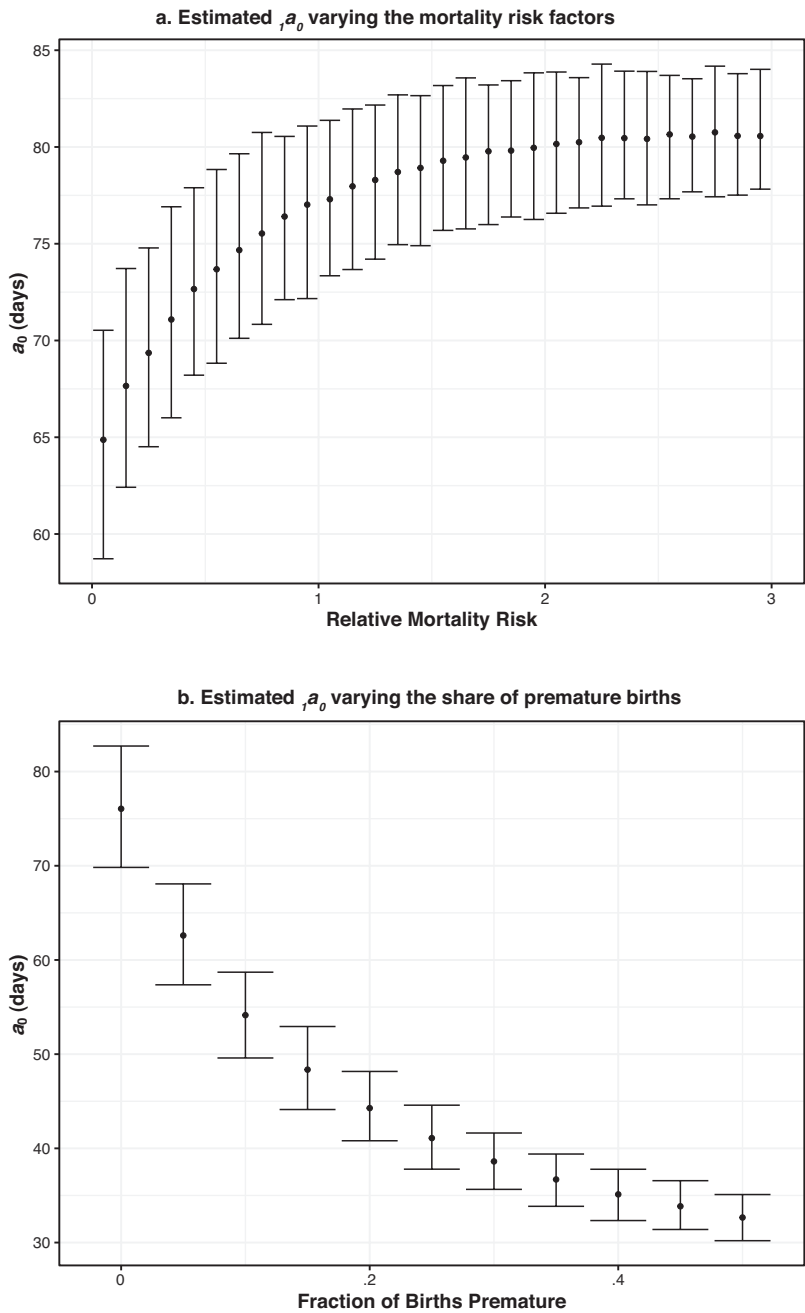 a. Estimated ₁a₀ varying the mortality risk factors
85
80
75
70
65
60
a₀ (days)
0 1 2 3
Relative Mortality Risk
b. Estimated ₁a₀ varying the share of premature births
80
70
60
50
40
30
a₀ (days)
0 .2 .4
Fraction of Births Premature